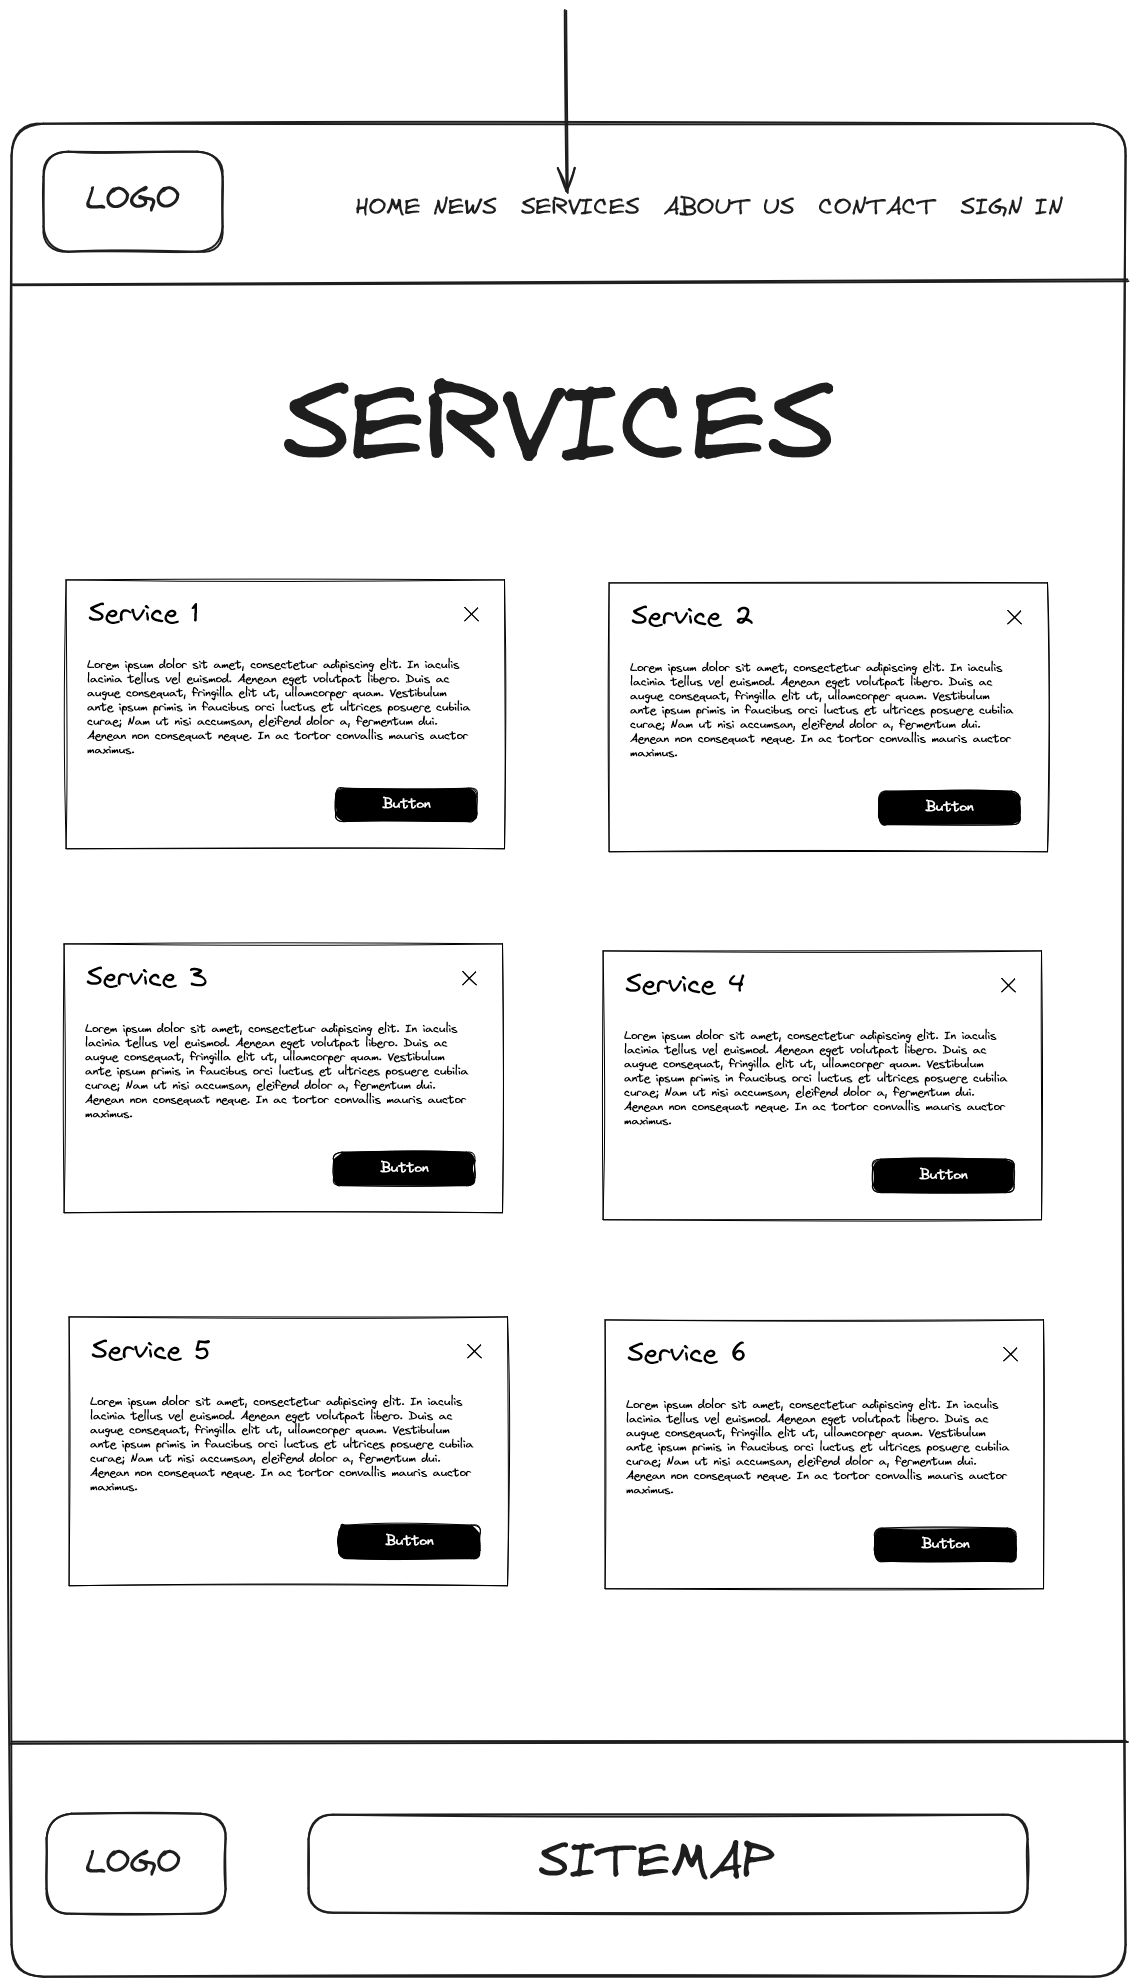 LOGO
HOME NEWS SERVICES ABOUT US CONTACT SIGN IN
SERVICES
Service 1
Lorem ipsum dolor sit amet, consectetur adipiscing elit. In iaculis
lacinia tellus vel euismod. Aenean eget volutpat libero. Duis ac
augue consequat, fringilla elit ut, ullamcorper quam. Vestibulum
ante ipsum primis in faucibus orci luctus et ultrices posuere cubilia
curae; Nam ut nisi accumsan, eleifend dolor a, fermentum dui.
Aenean non consequat neque. In ac tortor convallis mauris auctor
maximus.
Button
Service 2
Lorem ipsum dolor sit amet, consectetur adipiscing elit. In iaculis
lacinia tellus vel euismod. Aenean eget volutpat libero. Duis ac
augue consequat, fringilla elit ut, ullamcorper quam. Vestibulum
ante ipsum primis in faucibus orci luctus et ultrices posuere cubilia
curae; Nam ut nisi accumsan, eleifend dolor a, fermentum dui.
Aenean non consequat neque. In ac tortor convallis mauris auctor
maximus.
Button
Service 3
Lorem ipsum dolor sit amet, consectetur adipiscing elit. In iaculis
lacinia tellus vel euismod. Aenean eget volutpat libero. Duis ac
augue consequat, fringilla elit ut, ullamcorper quam. Vestibulum
ante ipsum primis in faucibus orci luctus et ultrices posuere cubilia
curae; Nam ut nisi accumsan, eleifend dolor a, fermentum dui.
Aenean non consequat neque. In ac tortor convallis mauris auctor
maximus.
Button
Service 4
Lorem ipsum dolor sit amet, consectetur adipiscing elit. In iaculis
lacinia tellus vel euismod. Aenean eget volutpat libero. Duis ac
augue consequat, fringilla elit ut, ullamcorper quam. Vestibulum
ante ipsum primis in faucibus orci luctus et ultrices posuere cubilia
curae; Nam ut nisi accumsan, eleifend dolor a, fermentum dui.
Aenean non consequat neque. In ac tortor convallis mauris auctor
maximus.
Button
Service 5
Lorem ipsum dolor sit amet, consectetur adipiscing elit. In iaculis
lacinia tellus vel euismod. Aenean eget volutpat libero. Duis ac
augue consequat, fringilla elit ut, ullamcorper quam. Vestibulum
ante ipsum primis in faucibus orci luctus et ultrices posuere cubilia
curae; Nam ut nisi accumsan, eleifend dolor a, fermentum dui.
Aenean non consequat neque. In ac tortor convallis mauris auctor
maximus.
Button
Service 6
Lorem ipsum dolor sit amet, consectetur adipiscing elit. In iaculis
lacinia tellus vel euismod. Aenean eget volutpat libero. Duis ac
augue consequat, fringilla elit ut, ullamcorper quam. Vestibulum
ante ipsum primis in faucibus orci luctus et ultrices posuere cubilia
curae; Nam ut nisi accumsan, eleifend dolor a, fermentum dui.
Aenean non consequat neque. In ac tortor convallis mauris auctor
maximus.
Button
LOGO
SITEMAP